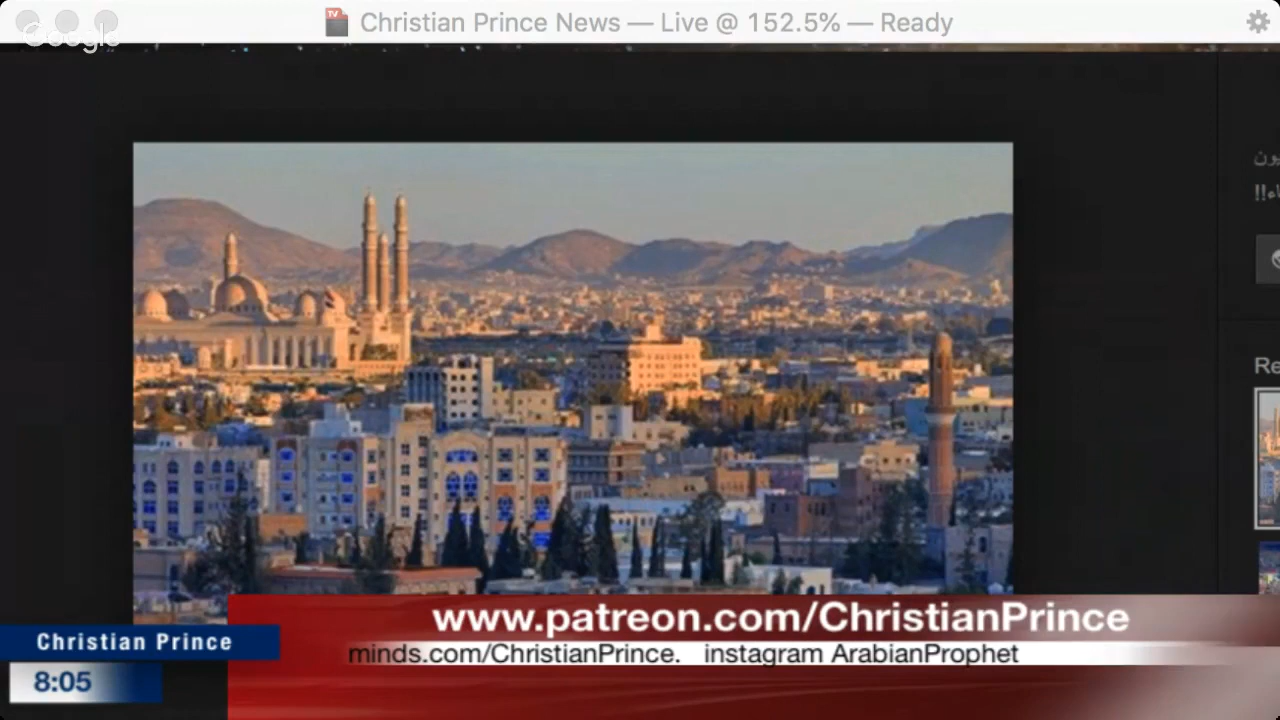 Christian Prince News — Live @ 152.5% — Ready
Google
Re
www.patreon.com/ChristianPrince
Christian Prince
minds.com/ChristianPrince. instagram ArabianProphet
8:05